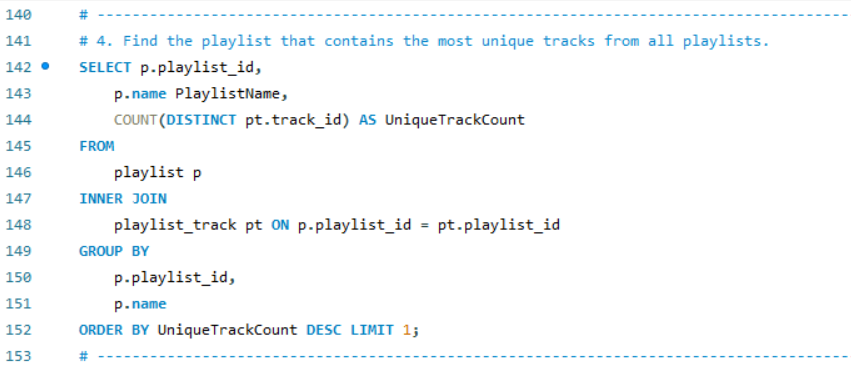 140 # ---------------------------------------------------------------------------------------
141 # 4. Find the playlist that contains the most unique tracks from all playlists.
142 SELECT p.playlist_id,
143 p.name PlaylistName,
144 COUNT(DISTINCT pt.track_id) AS UniqueTrackCount
145 FROM
146 playlist p
147 INNER JOIN
148 playlist_track pt ON p.playlist_id = pt.playlist_id
149 GROUP BY
150 p.playlist_id,
151 p.name
152 ORDER BY UniqueTrackCount DESC LIMIT 1;
153 # ---------------------------------------------------------------------------------------